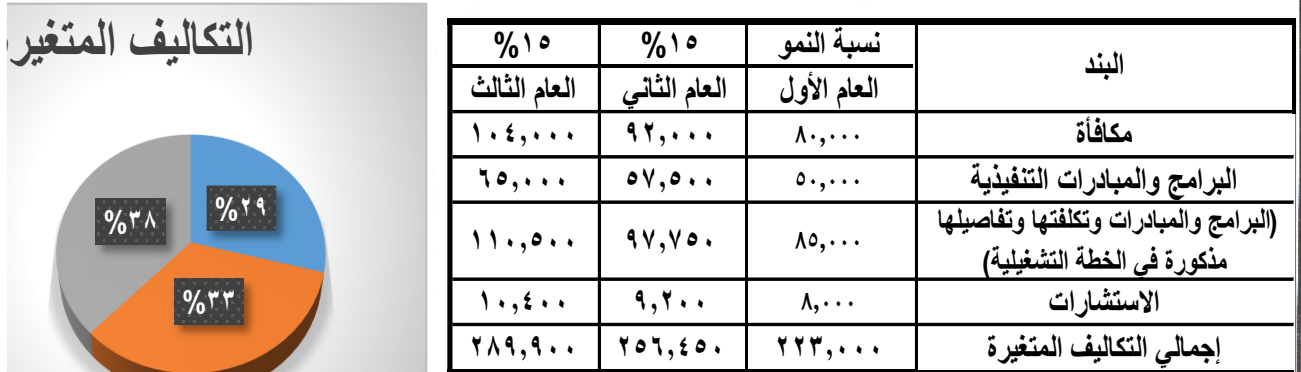 التكاليف المتغير
%٢٩
%٣٨
%٣٣
البند نسبة النمو %١٥ %١٥
العام الأول العام الثاني العام الثالث
مكافأة ٨٠,٠٠٠ ٩٢,٠٠٠ ١٠٤,٠٠٠
البرامج والمبادرات التنفيذية ٥٠,٠٠٠ ٥٧,٥٠٠ ٦٥,٠٠٠
(البرامج والمبادرات وتكلفتها وتفاصيلها
مذكورة في الخطة التشغيلية) ٨٥,٠٠٠ ٩٧,٧٥٠ ١١٠,٥٠٠
الاستشارات ٨,٠٠٠ ٩,٢٠٠ ١٠,٤٠٠
إجمالي التكاليف المتغيرة ٢٢٣,٠٠٠ ٢٥٦,٤٥٠ ٢٨٩,٩٠٠